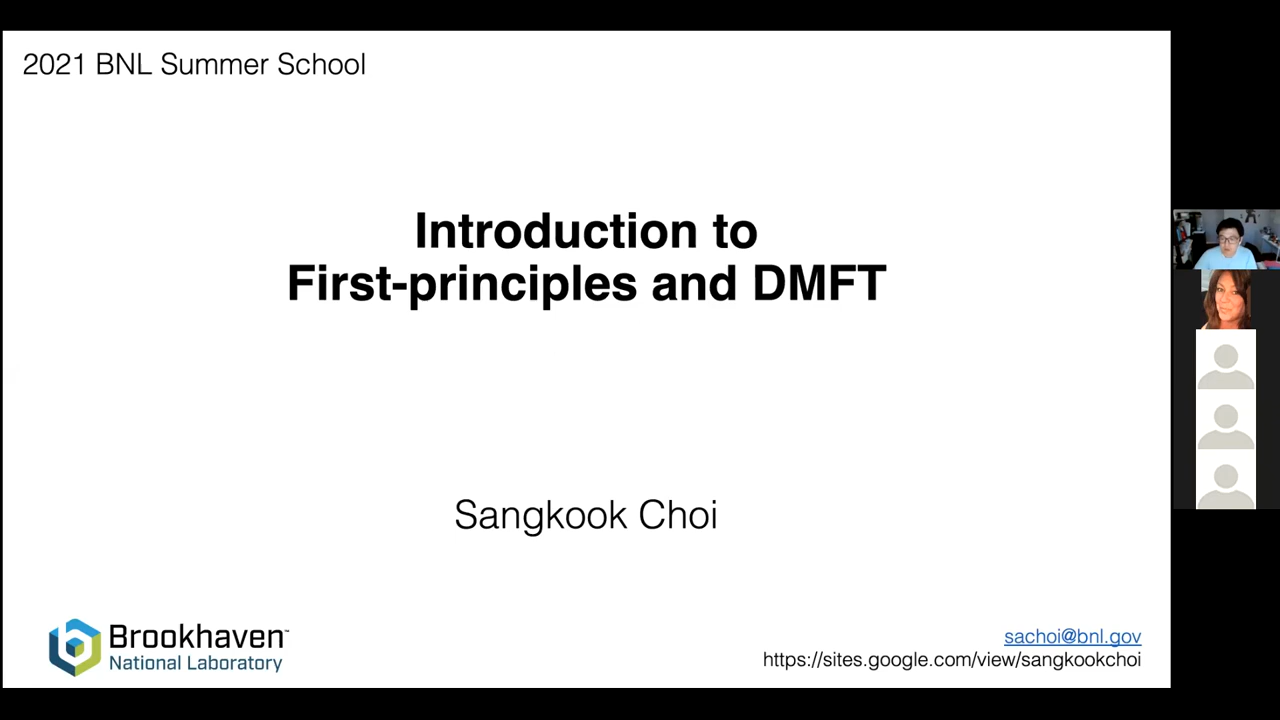 2021 BNL Summer School
Introduction to
First-principles and DMFT
Sangkook Choi
Brookhaven™
National Laboratory
sachoi@bnl.gov
https://sites.google.com/view/sangkookchoi